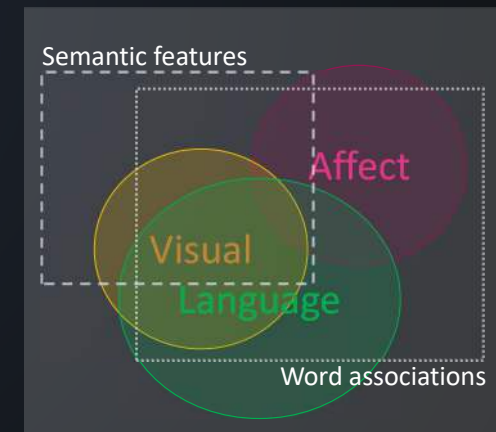 Semantic features
Affect
Visual
Language
Word associations